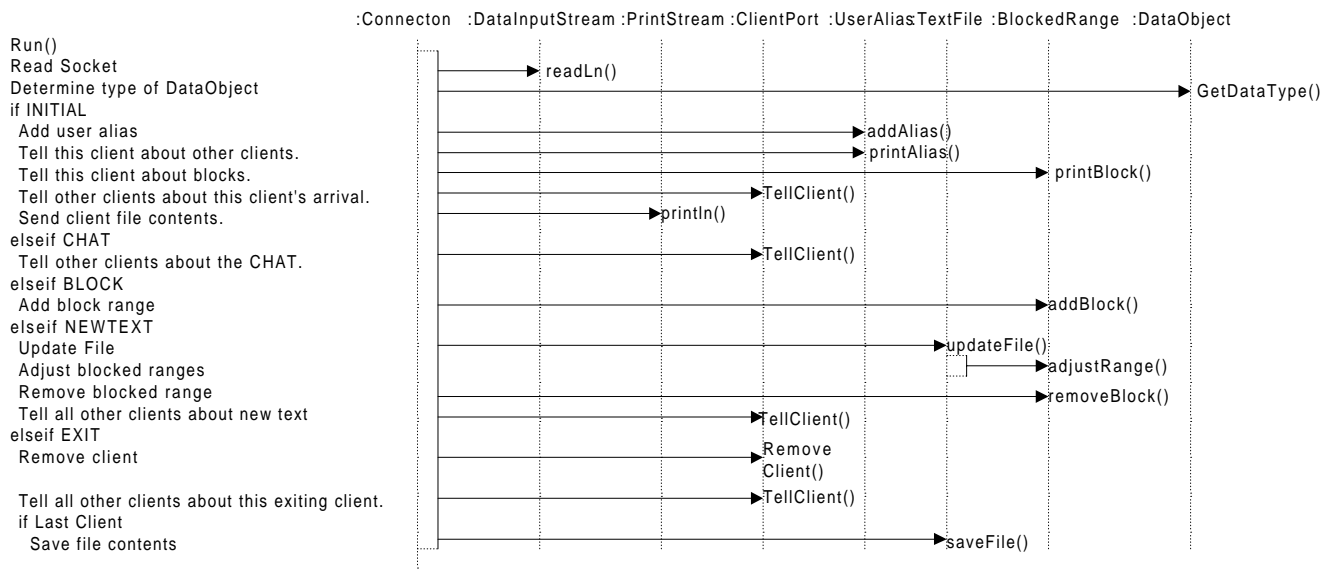 :Connecton :DataInputStream :PrintStream :ClientPort :UserAlias :TextFile :BlockedRange :DataObject
Run()
Read Socket readLn()
Determine type of DataObject GetDataType()
if INITIAL
Add user alias addAlias()
Tell this client about other clients. printAlias()
Tell this client about blocks. printBlock()
Tell other clients about this client's arrival. TellClient()
Send client file contents. println()
elseif CHAT
Tell other clients about the CHAT. TellClient()
elseif BLOCK
Add block range addBlock()
elseif NEWTEXT
Update File updateFile()
Adjust blocked ranges adjustRange()
Remove blocked range removeBlock()
Tell all other clients about new text TellClient()
elseif EXIT
Remove client Remove
Client()
Tell all other clients about this exiting client. TellClient()
if Last Client
Save file contents saveFile()